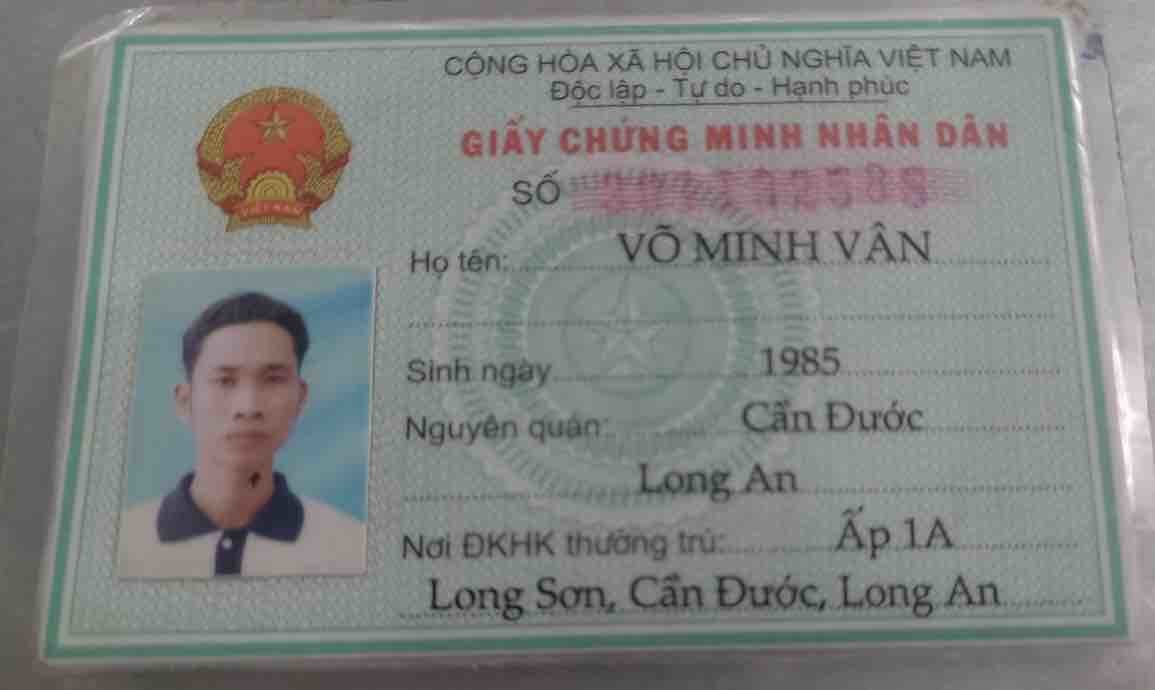 CỘNG HÒA XÃ HỘI CHỦ NGHĨA VIỆT NAM
Độc lập - Tự do - Hạnh phúc
GIẤY CHỨNG MINH NHÂN DÂN
SỐ
VIỆT NAM
Họ tên: VÕ MINH VÂN
Sinh ngày 1985
Nguyên quán: Cần Đước
Long An
Nơi ĐKHK thường trú: Ấp 1A
Long Sơn, Cần Đước, Long An